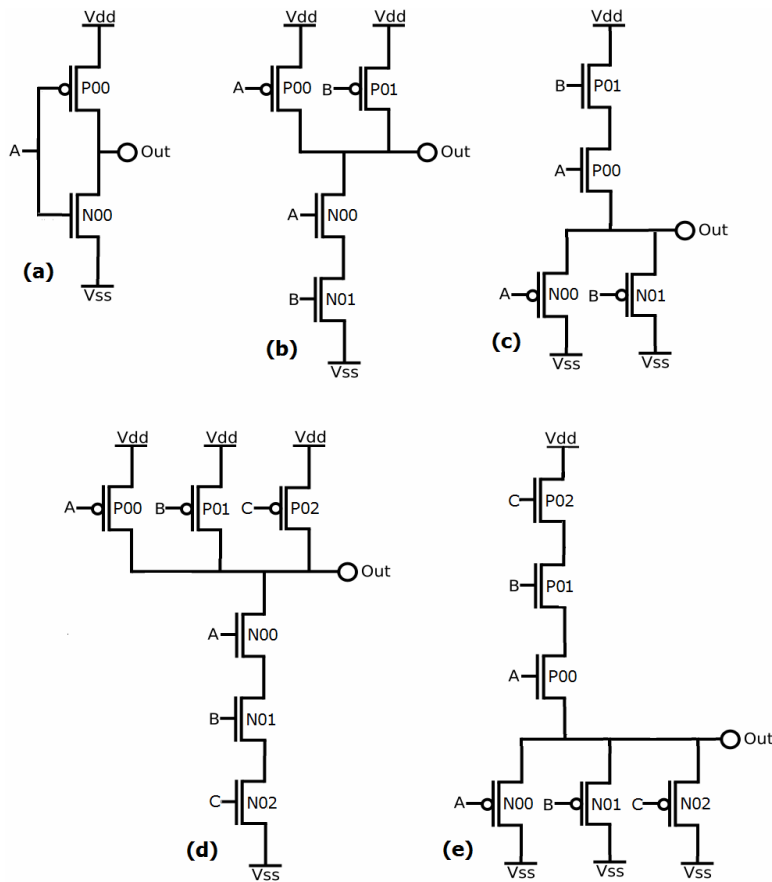 Vdd
P00
A
Out
N00
Vss
(a)
Vdd Vdd
A P00 B P01
Out
A N00
B N01
Vss
(b)
Vdd
B P01
A P00
Out
A N00 B N01
Vss Vss
(c)
Vdd Vdd Vdd
A P00 B P01 C P02
Out
A N00
B N01
C N02
Vss
(d)
Vdd
C P02
B P01
A P00
Out
A N00 B N01 C N02
Vss Vss Vss
(e)